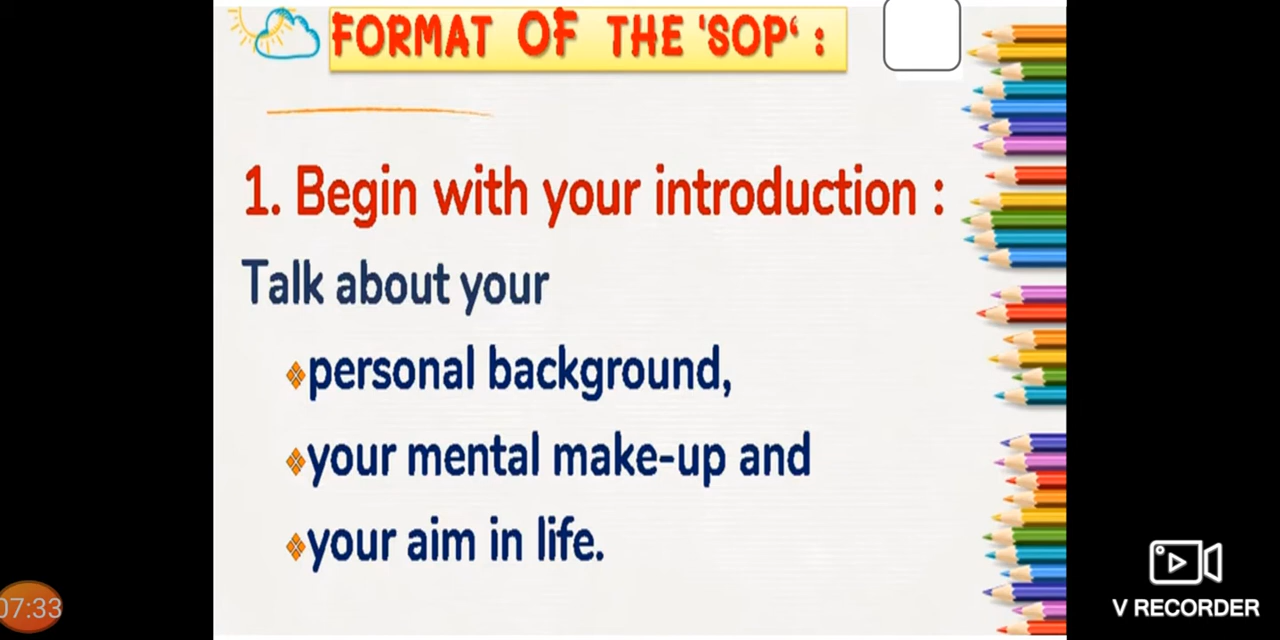 FORMAT OF THE 'SOP‘ :
1. Begin with your introduction :
Talk about your
❖personal background,
❖your mental make-up and
❖your aim in life.
07:33
V RECORDER